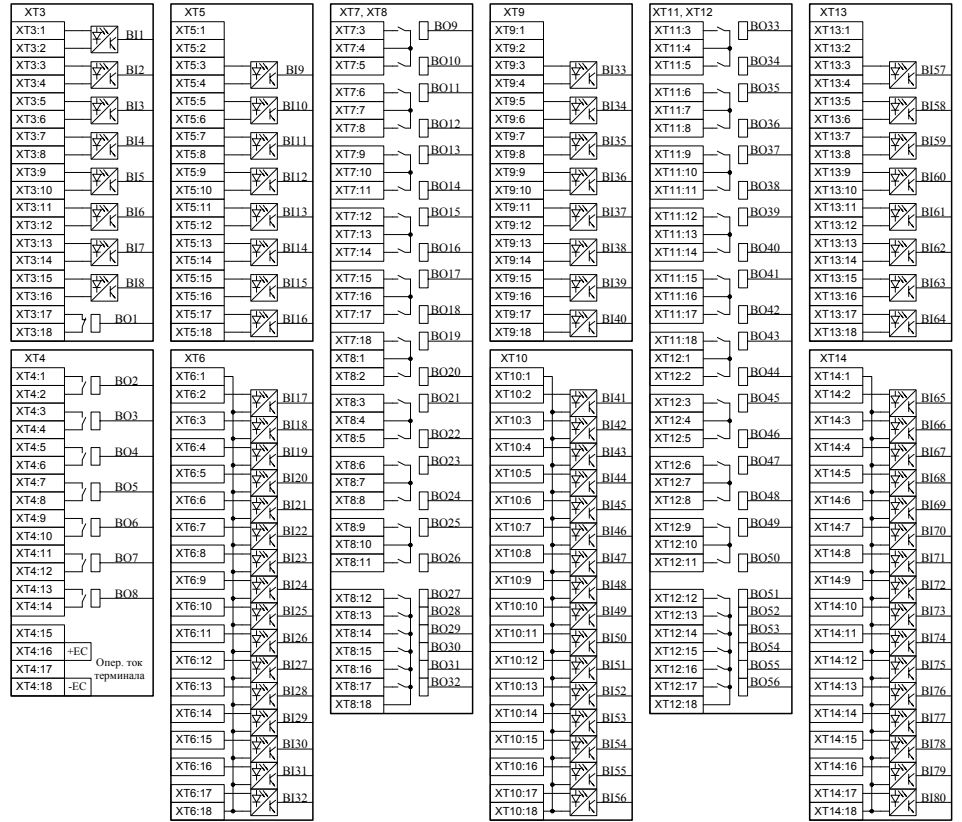 XT3
XT3:1
BI1
XT3:2
XT3:3
BI2
XT3:4
XT3:5
BI3
XT3:6
XT3:7
BI4
XT3:8
XT3:9
BI5
XT3:10
XT3:11
BI6
XT3:12
XT3:13
BI7
XT3:14
XT3:15
BI8
XT3:16
XT3:17
BO1
XT3:18
XT4
XT4:1
BO2
XT4:2
XT4:3
BO3
XT4:4
XT4:5
BO4
XT4:6
XT4:7
BO5
XT4:8
XT4:9
BO6
XT4:10
XT4:11
BO7
XT4:12
XT4:13
BO8
XT4:14
XT4:15
XT4:16 +EC
XT4:17
XT4:18 -EC
Опер. ток
терминала
XT5
XT5:1
XT5:2
XT5:3
BI9
XT5:4
XT5:5
BI10
XT5:6
XT5:7
BI11
XT5:8
XT5:9
BI12
XT5:10
XT5:11
BI13
XT5:12
XT5:13
BI14
XT5:14
XT5:15
BI15
XT5:16
XT5:17
BI16
XT5:18
XT6
XT6:1
XT6:2
BI17
XT6:3
BI18
XT6:4
BI19
XT6:5
BI20
XT6:6
BI21
XT6:7
BI22
XT6:8
BI23
XT6:9
BI24
XT6:10
BI25
XT6:11
BI26
XT6:12
BI27
XT6:13
BI28
XT6:14
BI29
XT6:15
BI30
XT6:16
BI31
XT6:17
BI32
XT6:18
XT7, XT8
XT7:3
BO9
XT7:4
XT7:5
BO10
XT7:6
BO11
XT7:7
XT7:8
BO12
XT7:9
BO13
XT7:10
XT7:11
BO14
XT7:12
BO15
XT7:13
XT7:14
BO16
XT7:15
BO17
XT7:16
XT7:17
BO18
XT7:18
BO19
XT8:1
XT8:2
BO20
XT8:3
BO21
XT8:4
XT8:5
BO22
XT8:6
BO23
XT8:7
XT8:8
BO24
XT8:9
BO25
XT8:10
XT8:11
BO26
XT8:12
BO27
XT8:13
BO28
XT8:14
BO29
XT8:15
BO30
XT8:16
BO31
XT8:17
BO32
XT8:18
XT9
XT9:1
XT9:2
XT9:3
BI33
XT9:4
XT9:5
BI34
XT9:6
XT9:7
BI35
XT9:8
XT9:9
BI36
XT9:10
XT9:11
BI37
XT9:12
XT9:13
BI38
XT9:14
XT9:15
BI39
XT9:16
XT9:17
BI40
XT9:18
XT10
XT10:1
XT10:2
BI41
XT10:3
BI42
XT10:4
BI43
XT10:5
BI44
XT10:6
BI45
XT10:7
BI46
XT10:8
BI47
XT10:9
BI48
XT10:10
BI49
XT10:11
BI50
XT10:12
BI51
XT10:13
BI52
XT10:14
BI53
XT10:15
BI54
XT10:16
BI55
XT10:17
BI56
XT10:18
XT11, XT12
XT11:3
BO33
XT11:4
XT11:5
BO34
XT11:6
BO35
XT11:7
XT11:8
BO36
XT11:9
BO37
XT11:10
XT11:11
BO38
XT11:12
BO39
XT11:13
XT11:14
BO40
XT11:15
BO41
XT11:16
XT11:17
BO42
XT11:18
BO43
XT12:1
XT12:2
BO44
XT12:3
BO45
XT12:4
XT12:5
BO46
XT12:6
BO47
XT12:7
XT12:8
BO48
XT12:9
BO49
XT12:10
XT12:11
BO50
XT12:12
BO51
XT12:13
BO52
XT12:14
BO53
XT12:15
BO54
XT12:16
BO55
XT12:17
BO56
XT12:18
XT13
XT13:1
XT13:2
XT13:3
BI57
XT13:4
XT13:5
BI58
XT13:6
XT13:7
BI59
XT13:8
XT13:9
BI60
XT13:10
XT13:11
BI61
XT13:12
XT13:13
BI62
XT13:14
XT13:15
BI63
XT13:16
XT13:17
BI64
XT13:18
XT14
XT14:1
XT14:2
BI65
XT14:3
BI66
XT14:4
BI67
XT14:5
BI68
XT14:6
BI69
XT14:7
BI70
XT14:8
BI71
XT14:9
BI72
XT14:10
BI73
XT14:11
BI74
XT14:12
BI75
XT14:13
BI76
XT14:14
BI77
XT14:15
BI78
XT14:16
BI79
XT14:17
BI80
XT14:18